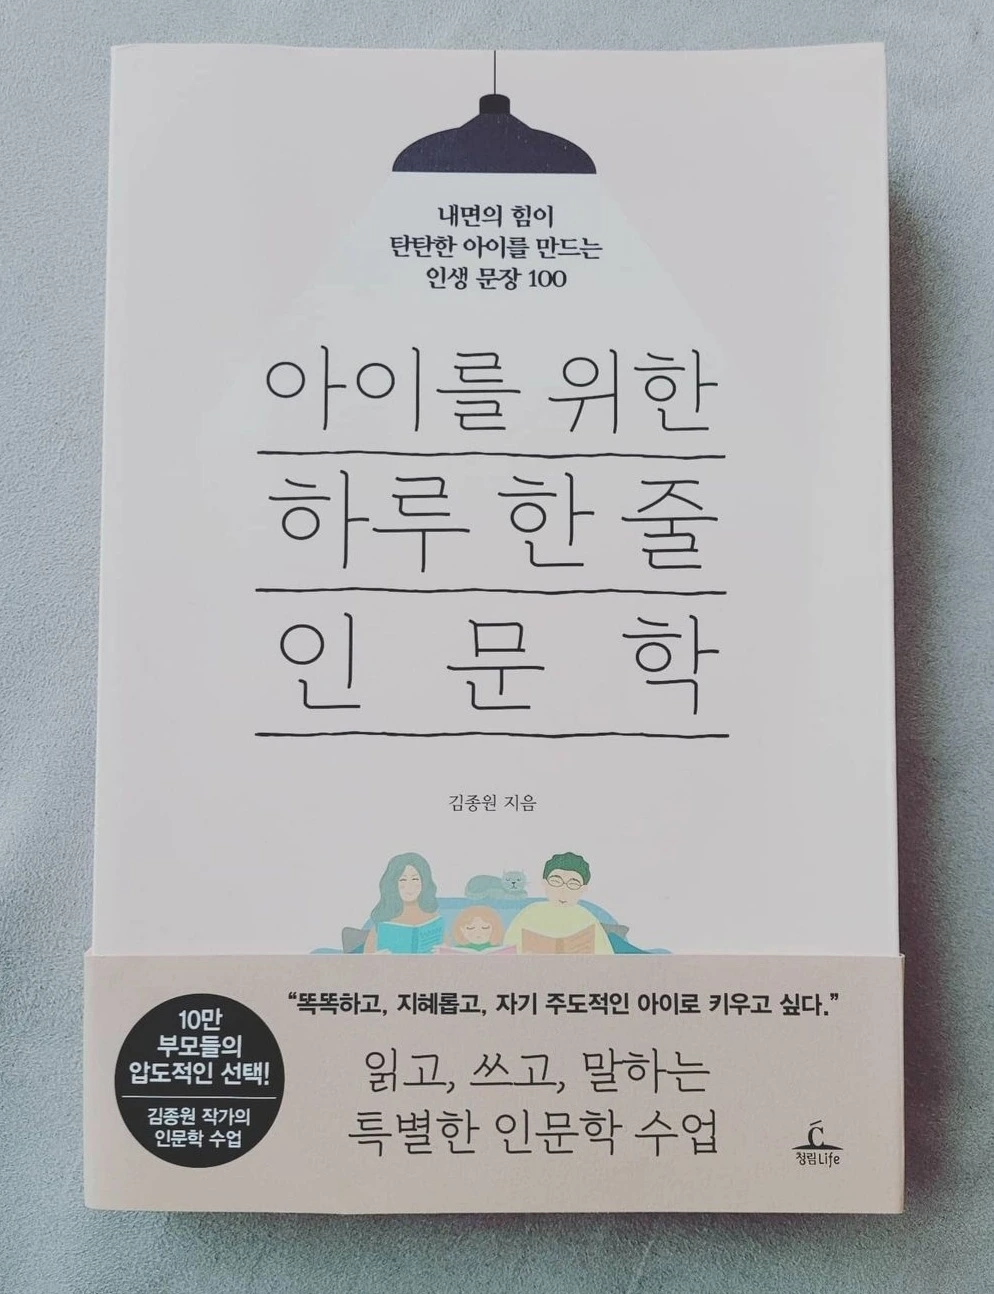 내면의 힘이
탄탄한 아이를 만드는
인생 문장 100
아이를 위한
하루 한 줄
인 문 학
김종원 지음
10만
부모들의
압도적인 선택!
김종원 작가의
인문학 수업
“똑똑하고, 지혜롭고, 자기 주도적인 아이로 키우고 싶다.”
읽고, 쓰고, 말하는
특별한 인문학 수업
청림Life